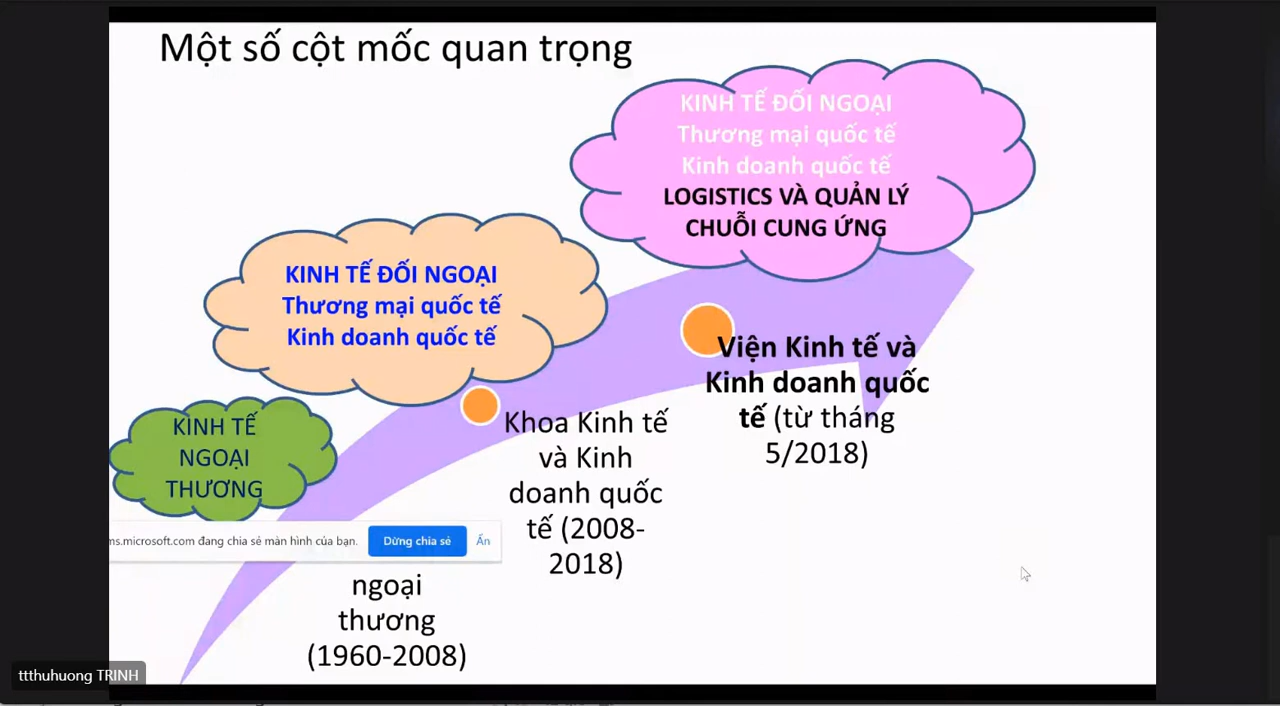 Một số cột mốc quan trọng
KINH TẾ ĐỐI NGOẠI
Thương mại quốc tế
Kinh doanh quốc tế
LOGISTICS VÀ QUẢN LÝ
CHUỖI CUNG ỨNG
KINH TẾ ĐỐI NGOẠI
Thương mại quốc tế
Kinh doanh quốc tế
Viện Kinh tế và
Kinh doanh quốc
tế (từ tháng
5/2018)
KINH TẾ
NGOẠI
THƯƠNG
Khoa Kinh tế
và Kinh
doanh quốc
tế (2008-
2018)
ms.microsoft.com đang chia sẻ màn hình của bạn. Dừng chia sẻ Ẩn
ngoại
thương
(1960-2008)
ttthuhuong TRINH